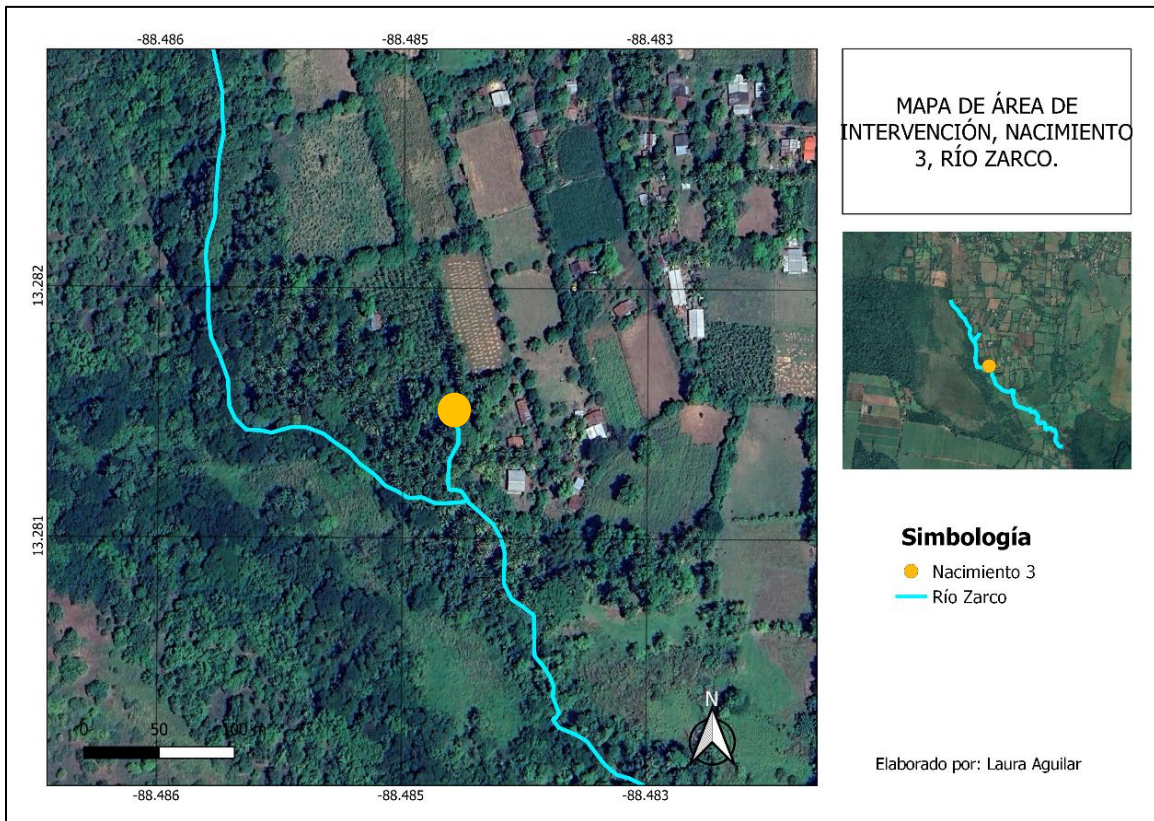 -88.486 -88.485 -88.483
MAPA DE ÁREA DE
INTERVENCIÓN, NACIMIENTO
3, RÍO ZARCO.
13.282
13.281
Simbología
Nacimiento 3
Río Zarco
N
0 50 100 m
Elaborado por: Laura Aguilar
-88.486 -88.485 -88.483